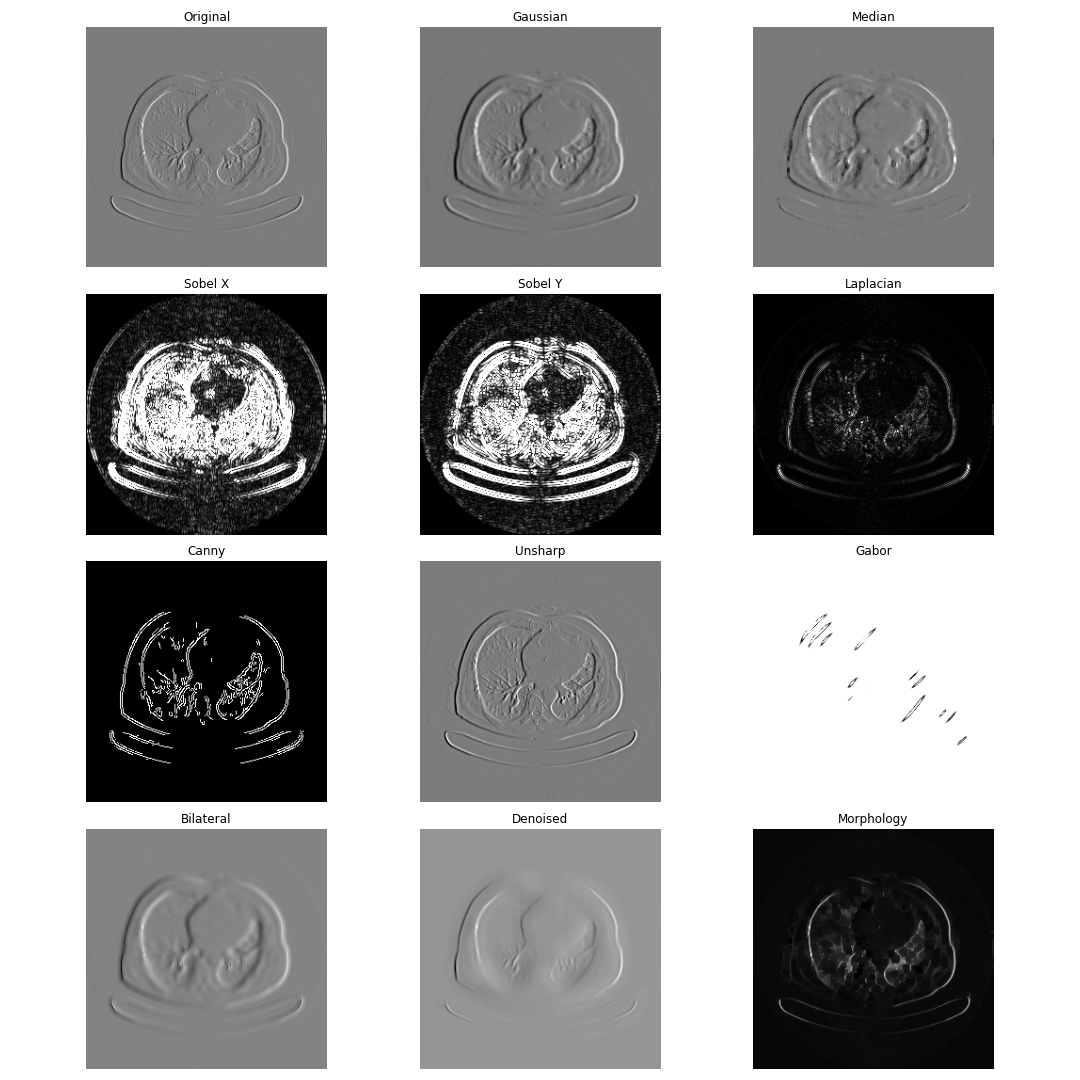 Original
Gaussian
Median
Sobel X
Sobel Y
Laplacian
Canny
Unsharp
Gabor
Bilateral
Denoised
Morphology